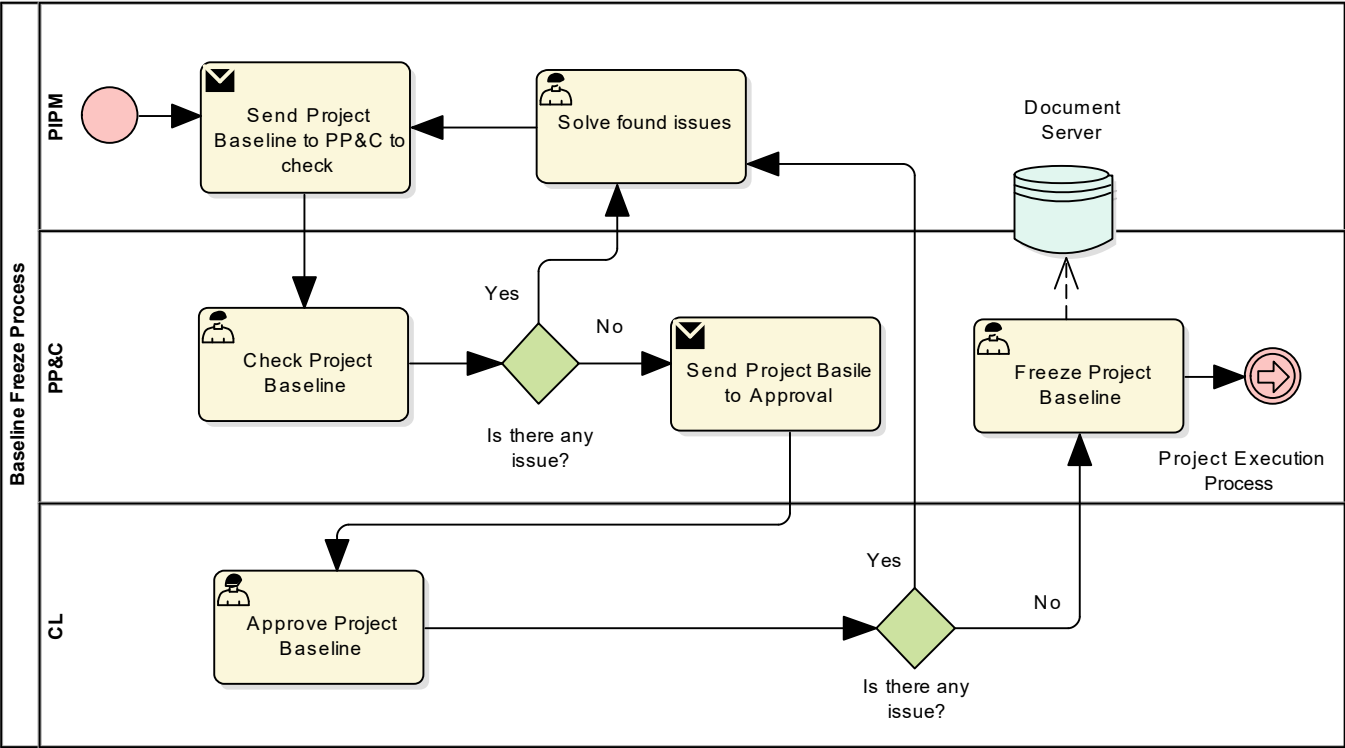 Baseline Freeze Process
PIPM
Send Project
Baseline to PP&C to
check
Solve found issues
Document
Server
PP&C
Check Project
Baseline
Yes
No
Is there any
issue?
Send Project Basile
to Approval
Freeze Project
Baseline
Project Execution
Process
CL
Approve Project
Baseline
Yes
No
Is there any
issue?